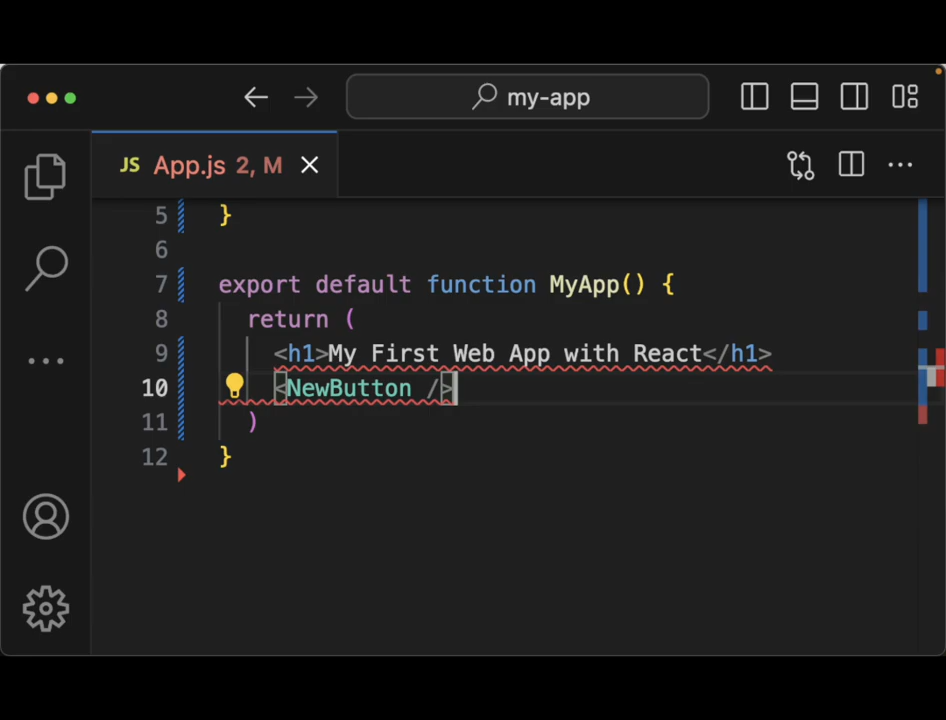 my-app
JS App.js 2, M
5 }
6
7 export default function MyApp() {
8 return (
9 <h1>My First Web App with React</h1>
10 <NewButton />
11 )
12 }